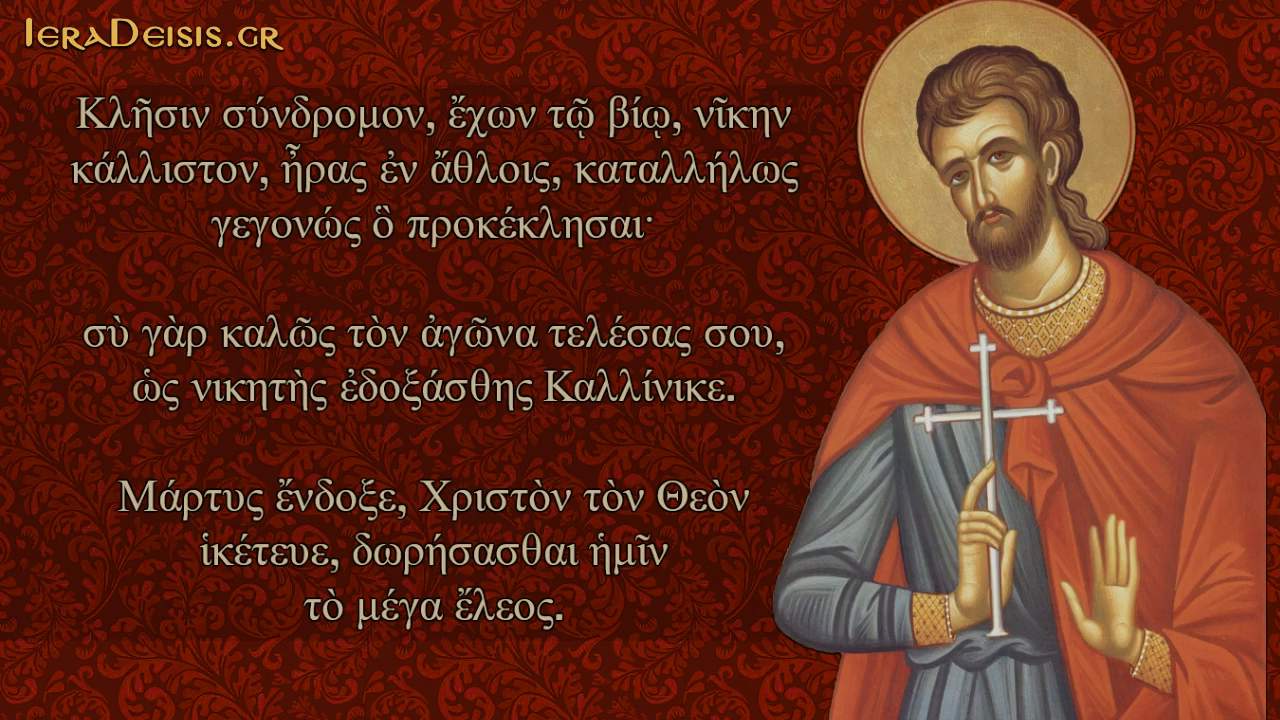 IERADEISIS.GR
Κλῆσιν σύνδρομον, ἔχων τῷ βίῳ, νῖκην
κάλλιστον, ἦρας ἐν ἄθλοις, καταλλήλως
γεγονώς ὃ προκέκλησαι·
σὺ γὰρ καλῶς τὸν ἀγῶνα τελέσας σου,
ὡς νικητὴς ἐδοξάσθης Καλλίνικε.
Μάρτυς ἔνδοξε, Χριστὸν τὸν Θεὸν
ἱκέτευε, δωρήσασθαι ἡμῖν
τὸ μέγα ἔλεος.